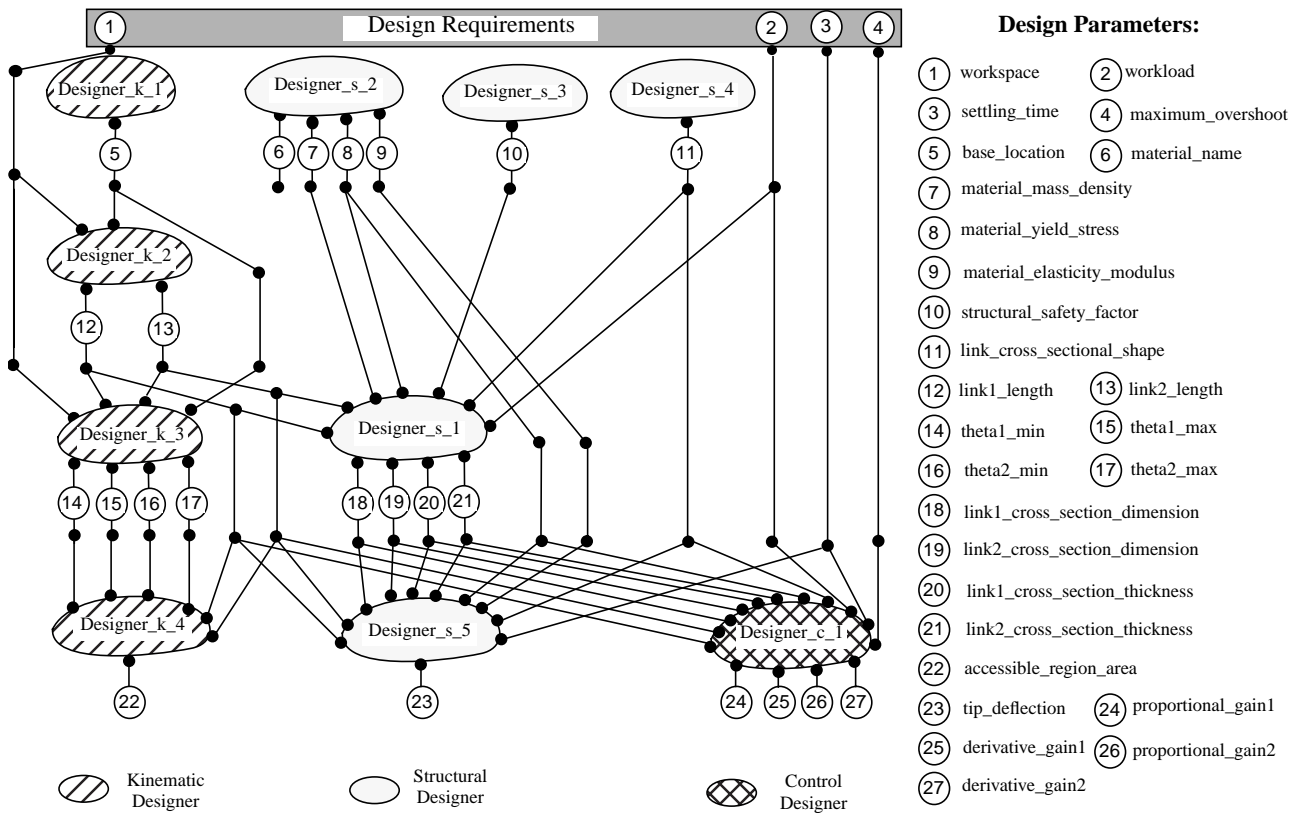 1 Design Requirements 2 3 4
Designer_k_1
Designer_s_2
Designer_s_3
Designer_s_4
5 6 7 8 9 10 11
Designer_k_2
12 13
Designer_k_3
Designer_s_1
14 15 16 17 18 19 20 21
Designer_k_4
Designer_s_5
Designer_c_1
22 23 24 25 26 27
Kinematic
Designer
Structural
Designer
Control
Designer
Design Parameters:
1 workspace 2 workload
3 settling_time 4 maximum_overshoot
5 base_location 6 material_name
7 material_mass_density
8 material_yield_stress
9 material_elasticity_modulus
10 structural_safety_factor
11 link_cross_sectional_shape
12 link1_length 13 link2_length
14 theta1_min 15 theta1_max
16 theta2_min 17 theta2_max
18 link1_cross_section_dimension
19 link2_cross_section_dimension
20 link1_cross_section_thickness
21 link2_cross_section_thickness
22 accessible_region_area
23 tip_deflection 24 proportional_gain1
25 derivative_gain1 26 proportional_gain2
27 derivative_gain2